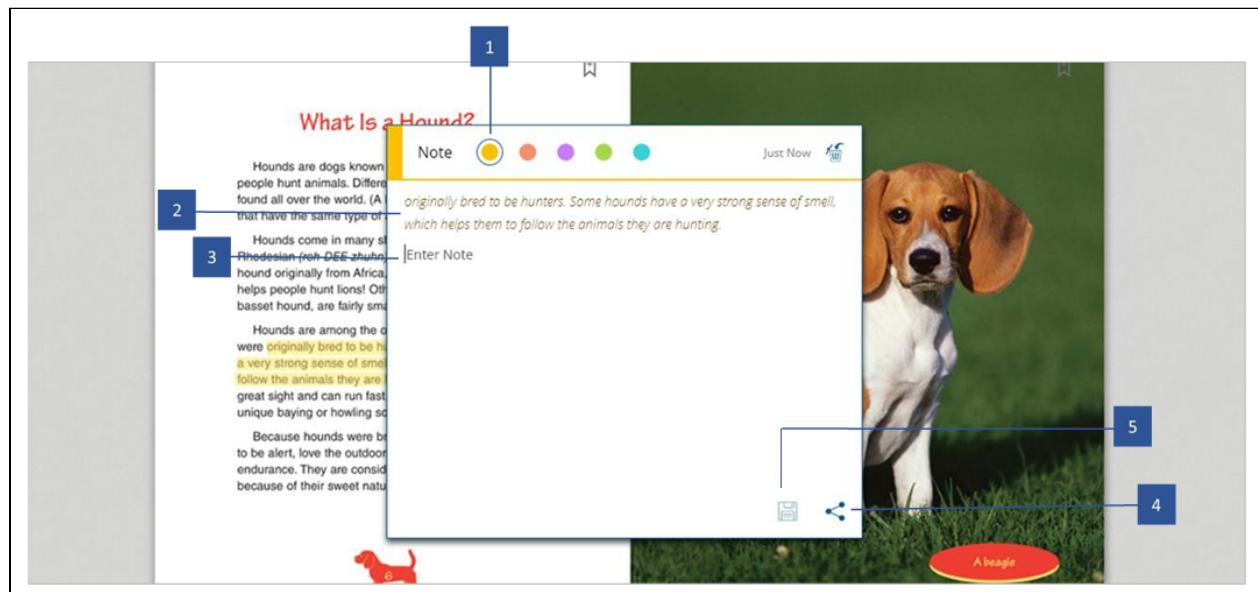 1
What Is a Hound?
Note
Just Now
Hounds are dogs known
people hunt animals. Differe
found all over the world. (A
that have the same type of
2
originally bred to be hunters. Some hounds have a very strong sense of smell,
which helps them to follow the animals they are hunting.
3
Enter Note
Hounds come in many sh
Rhodesian (roh-DEE-zhuhn)
hound originally from Africa,
helps people hunt lions! Oth
basset hound, are fairly sma
Hounds are among the o
were originally bred to be hu
a very strong sense of smel
follow the animals they are
great sight and can run fast
unique baying or howling so
Because hounds were br
to be alert, love the outdoor
endurance. They are consid
because of their sweet natu
5
4
6
A beagle